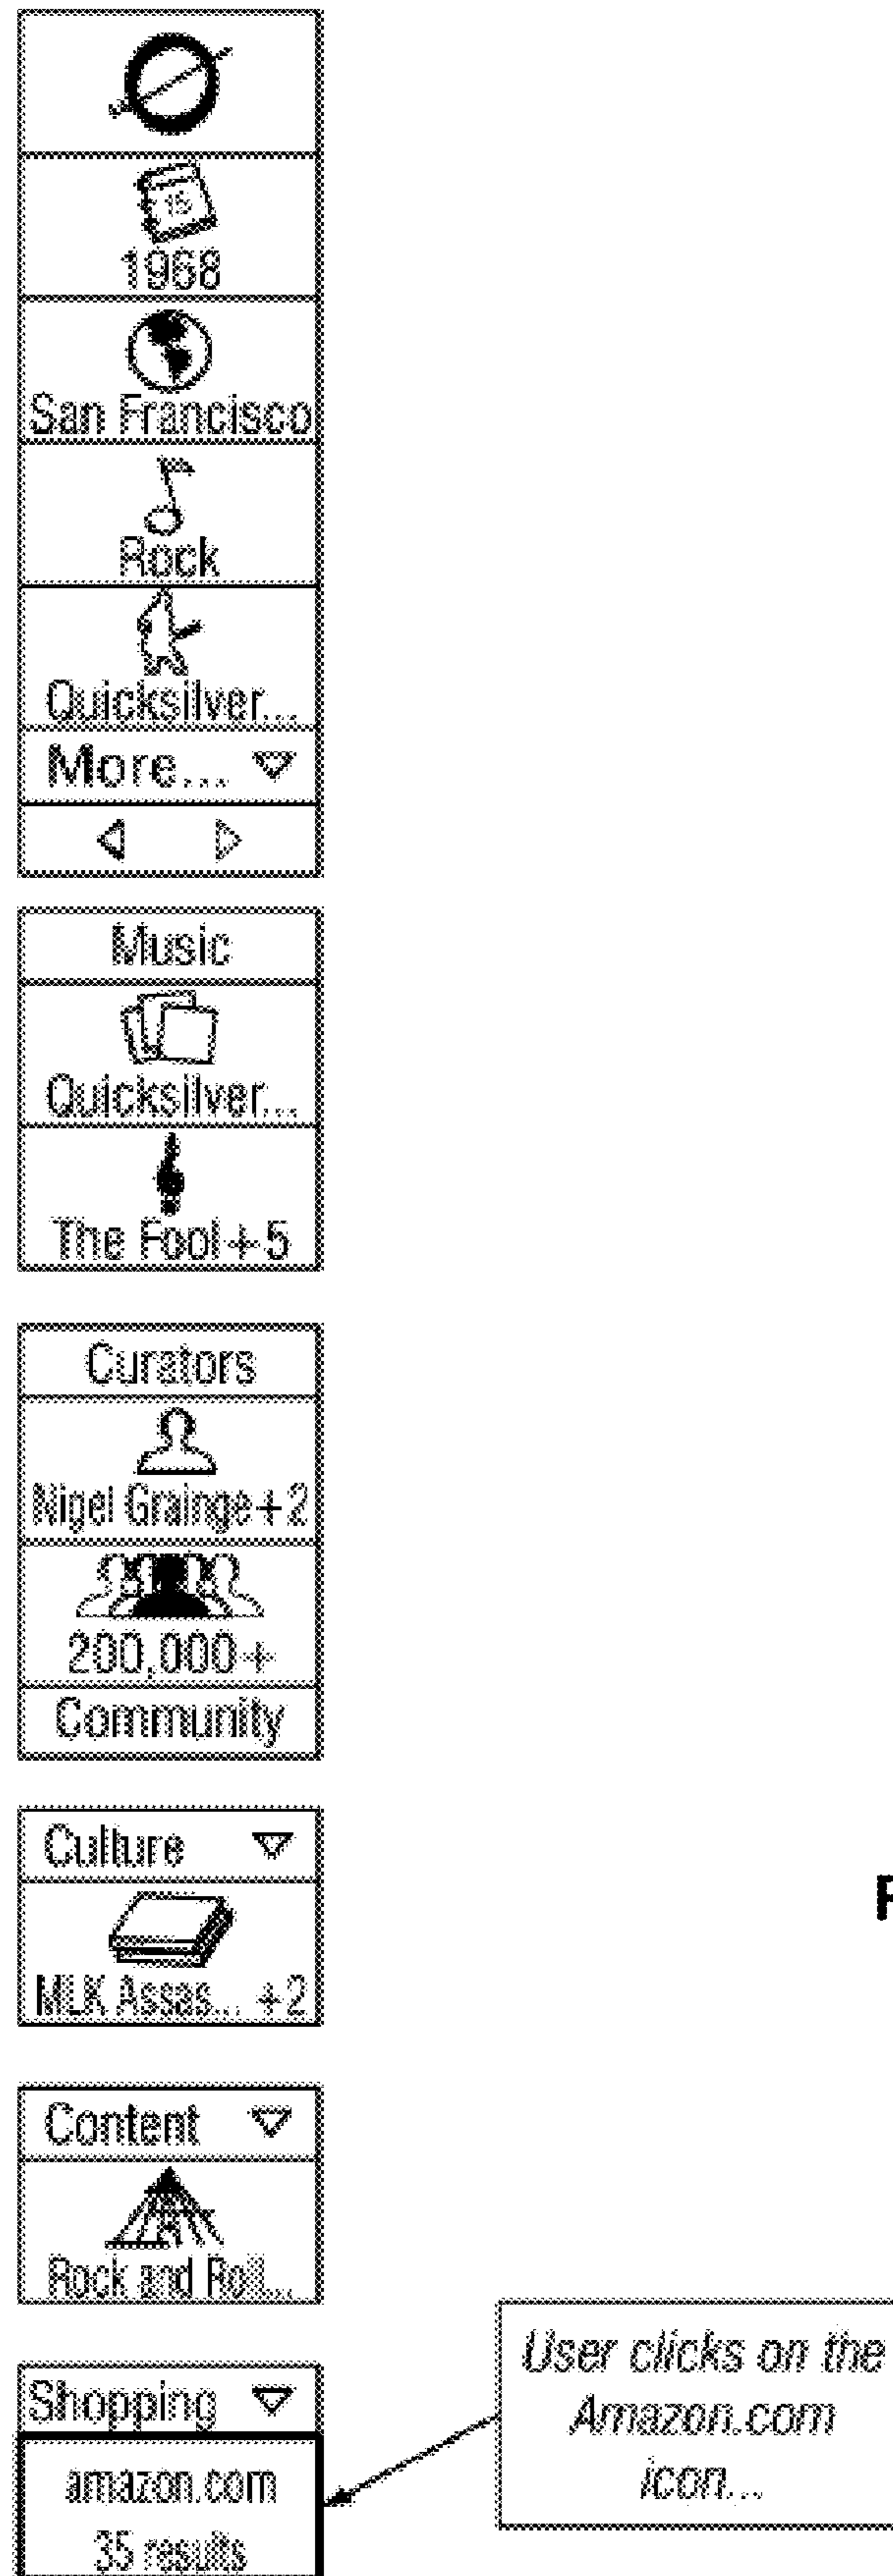 15
1968
San Francisco
Rock
Quicksilver...
More...
Music
Quicksilver...
The Fool+5
Curators
Nigel Grainge+2
200,000+
Community
Culture
MLK Assas... +2
Content
Rock and Roll...
Shopping
amazon.com
35 results
User clicks on the
Amazon.com
icon...
F